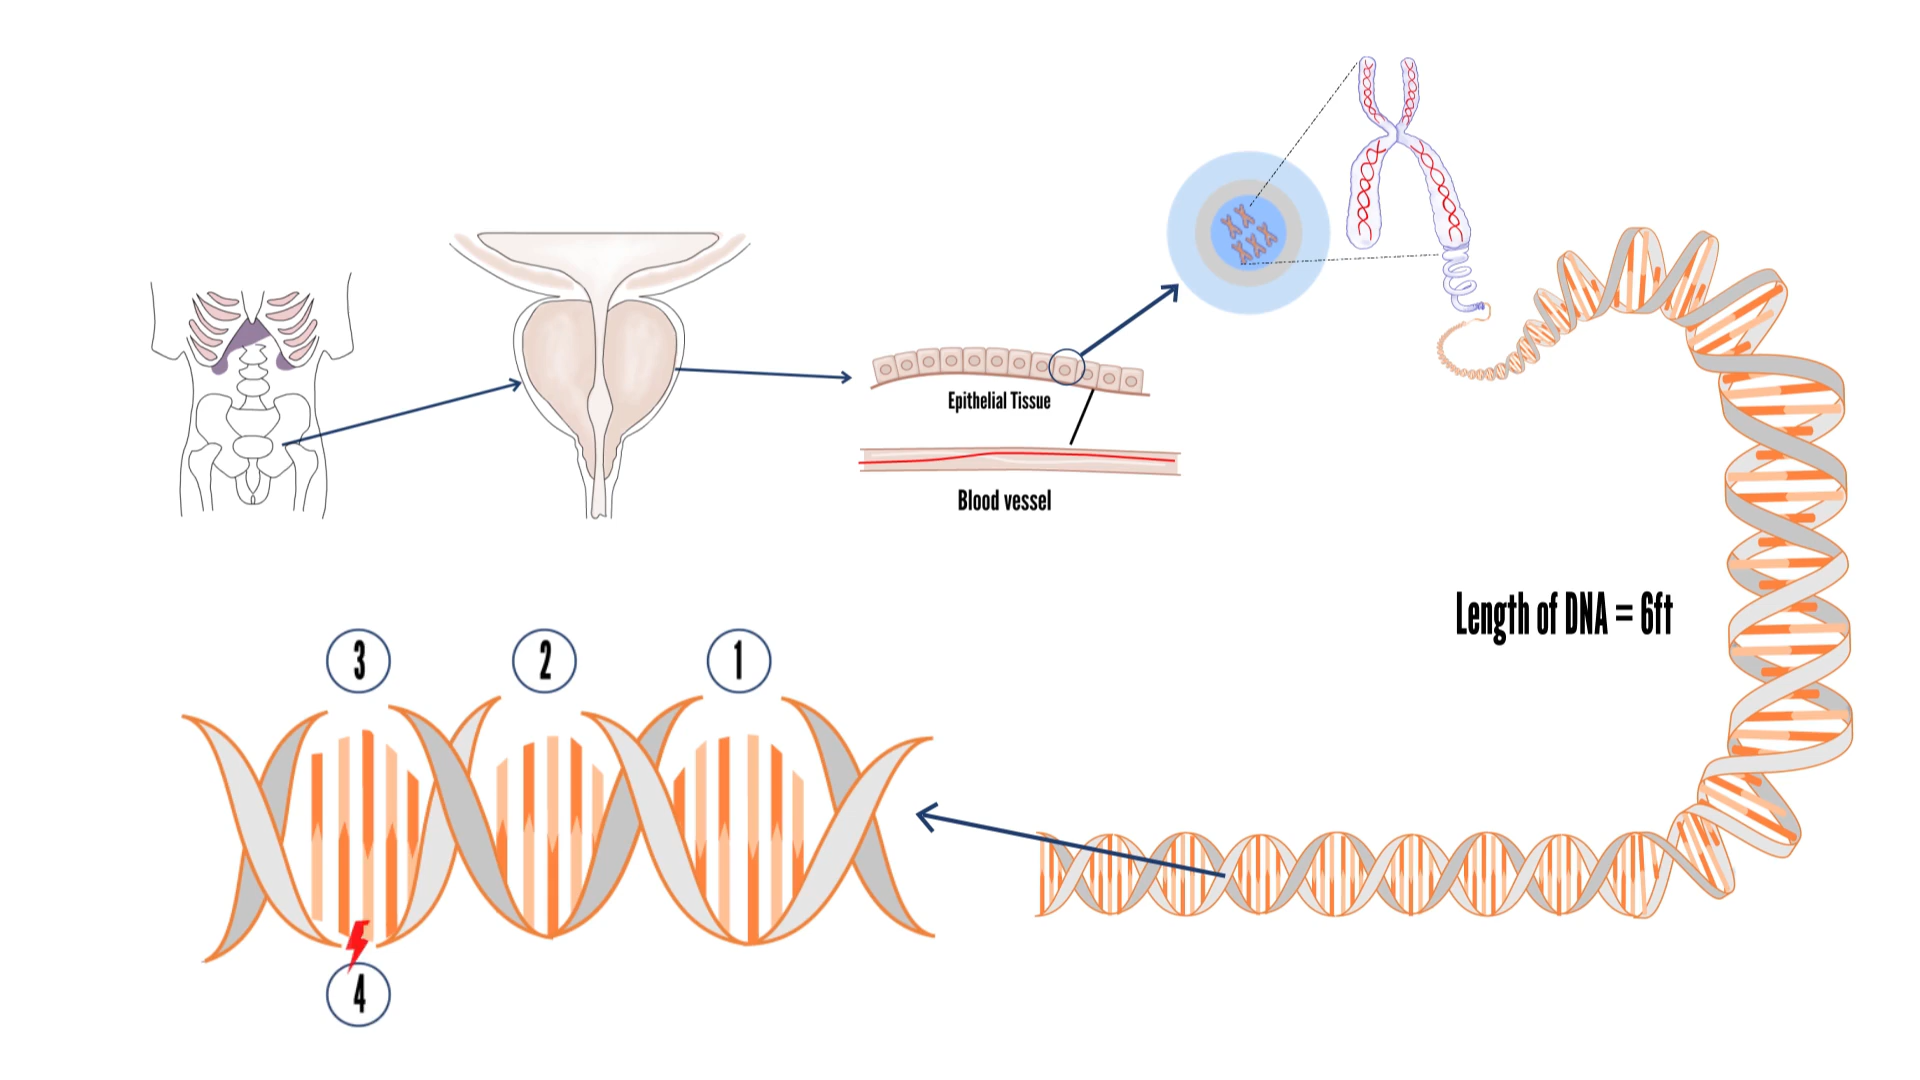 Epithelial Tissue
Blood vessel
Length of DNA = 6ft
3
2
1
4